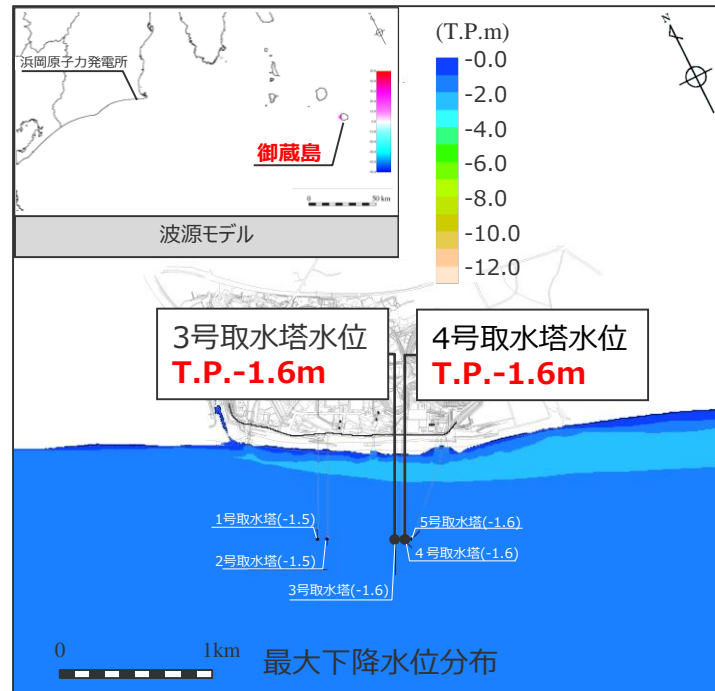 浜岡原子力発電所
御蔵島
0 50 km
波源モデル
(T.P.m)
-0.0
-2.0
-4.0
-6.0
-8.0
-10.0
-12.0
N
3号取水塔水位
T.P.-1.6m
4号取水塔水位
T.P.-1.6m
1号取水塔(-1.5)
2号取水塔(-1.5)
3号取水塔(-1.6)
5号取水塔(-1.6)
4号取水塔(-1.6)
0 1km
最大下降水位分布